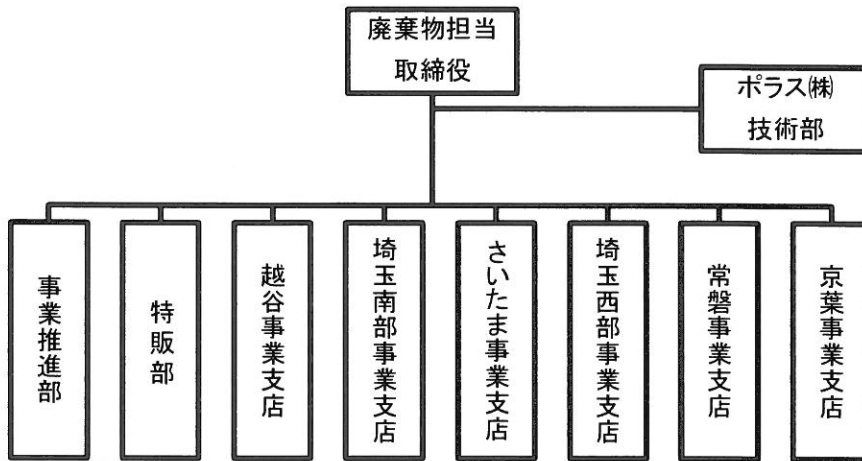 廃棄物担当
取締役
ポラス㈱
技術部
事業推進部
特販部
越谷事業支店
埼玉南部事業支店
さいたま事業支店
埼玉西部事業支店
常磐事業支店
京葉事業支店